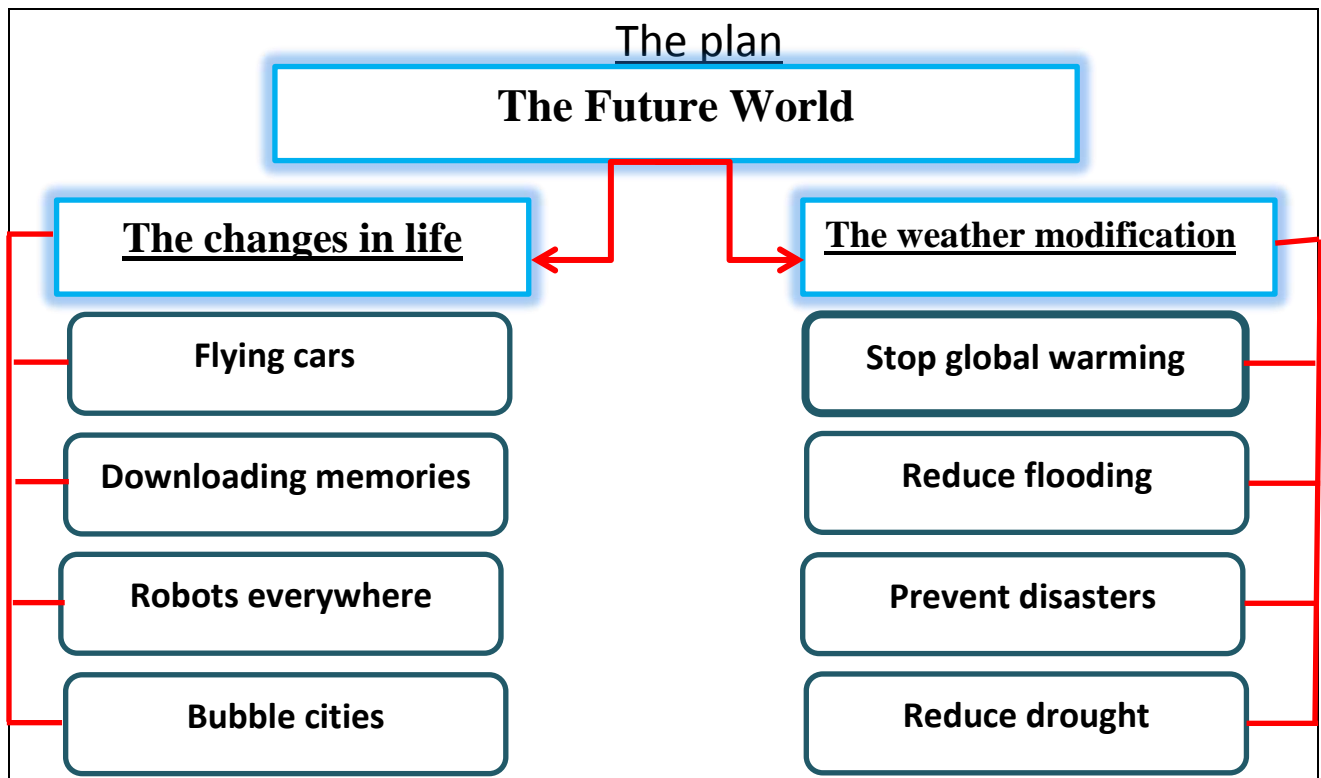 The plan
The Future World
The changes in life
Flying cars
Downloading memories
Robots everywhere
Bubble cities
The weather modification
Stop global warming
Reduce flooding
Prevent disasters
Reduce drought